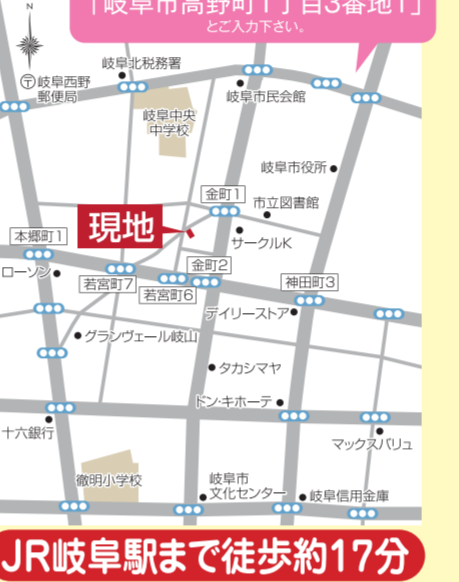 「岐阜市高野町1丁目3番地1」
とご入力下さい。
N
岐阜北税務署
〒岐阜西野
郵便局
岐阜市民会館
岐阜中央
中学校
岐阜市役所
金町1
市立図書館
現地
本郷町1
サークルK
ローソン
金町2
若宮町7
神田町3
若宮町6
デイリーストア
グランヴェール岐山
タカシマヤ
ドン・キホーテ
十六銀行
マックスバリュ
徹明小学校
岐阜市
文化センター
岐阜信用金庫
JR岐阜駅まで徒歩約17分